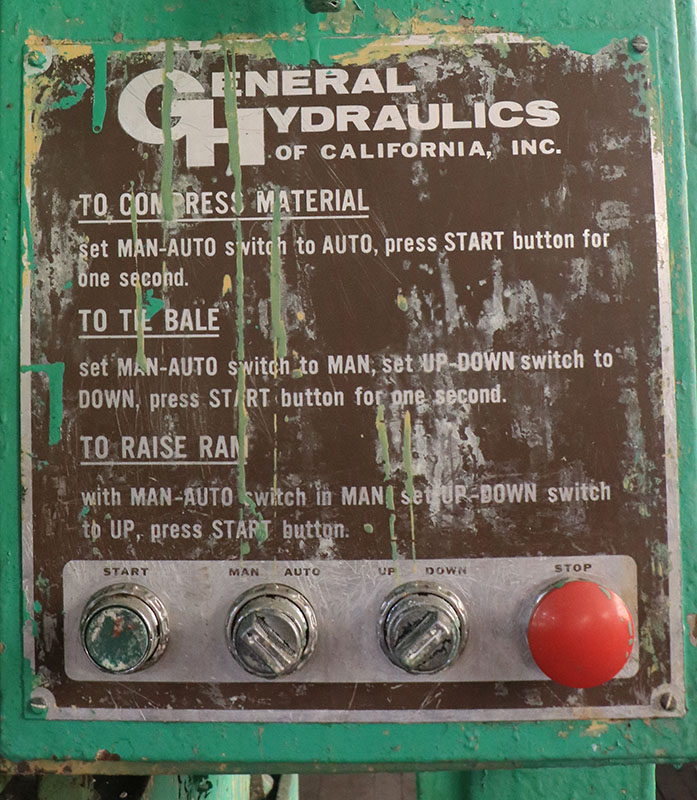 GENERAL
HYDRAULICS
OF CALIFORNIA, INC.
TO COMPRESS MATERIAL
set MAN-AUTO switch to AUTO, press START button for
one second.
TO TIE BALE
set MAN-AUTO switch to MAN, set UP-DOWN switch to
DOWN, press START button for one second.
TO RAISE RAM
with MAN-AUTO switch in MAN, set UP-DOWN switch
to UP, press START button.
START MAN AUTO UP DOWN STOP